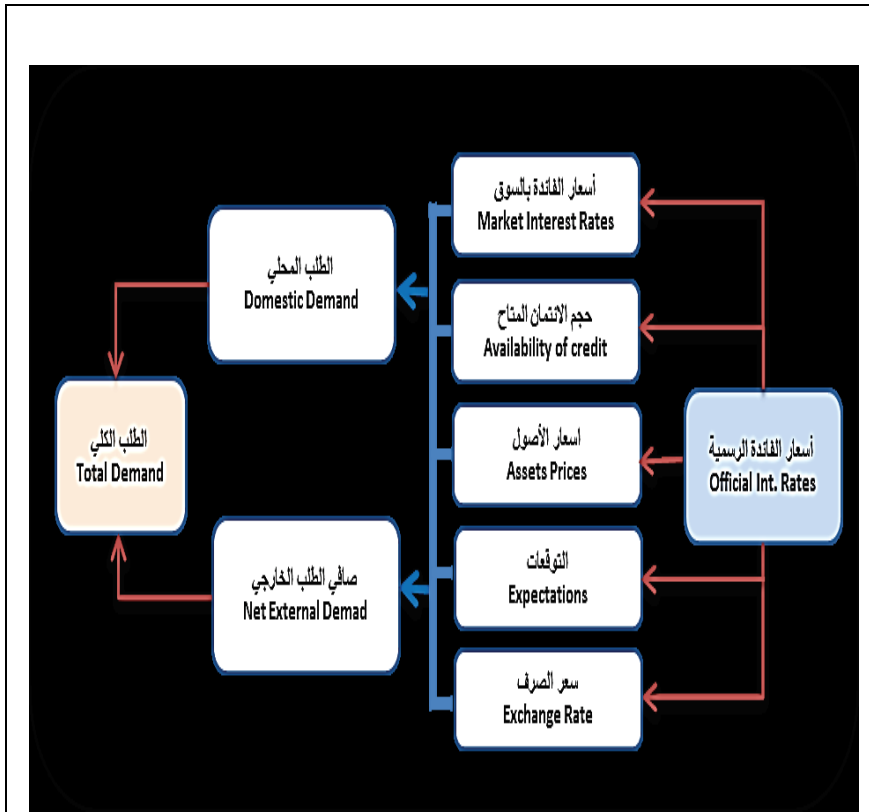 أسعار الفائدة بالسوق
Market Interest Rates
حجم الائتمان المتاح
Availability of credit
اسعار الأصول
Assets Prices
التوقعات
Expectations
سعر الصرف
Exchange Rate
أسعار الفائدة الرسمية
Official Int. Rates
الطلب المحلي
Domestic Demand
صافي الطلب الخارجي
Net External Demad
الطلب الكلي
Total Demand